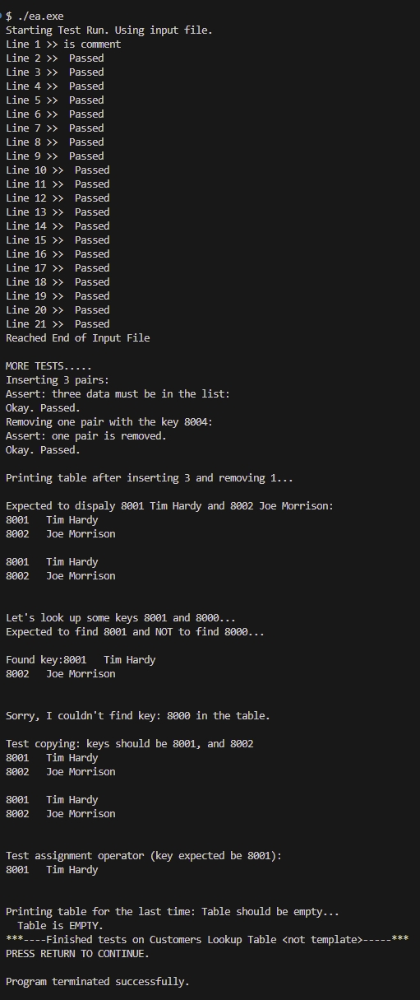 $ ./ea.exe
Starting Test Run. Using input file.
Line 1 >> is comment
Line 2 >>  Passed
Line 3 >>  Passed
Line 4 >>  Passed
Line 5 >>  Passed
Line 6 >>  Passed
Line 7 >>  Passed
Line 8 >>  Passed
Line 9 >>  Passed
Line 10 >>  Passed
Line 11 >>  Passed
Line 12 >>  Passed
Line 13 >>  Passed
Line 14 >>  Passed
Line 15 >>  Passed
Line 16 >>  Passed
Line 17 >>  Passed
Line 18 >>  Passed
Line 19 >>  Passed
Line 20 >>  Passed
Line 21 >>  Passed
Reached End of Input File

MORE TESTS.....
Inserting 3 pairs:
Assert: three data must be in the list:
Okay. Passed.
Removing one pair with the key 8004:
Assert: one pair is removed.
Okay. Passed.

Printing table after inserting 3 and removing 1...

Expected to dispaly 8001 Tim Hardy and 8002 Joe Morrison:
8001   Tim Hardy
8002   Joe Morrison

8001   Tim Hardy
8002   Joe Morrison


Let's look up some keys 8001 and 8000...
Expected to find 8001 and NOT to find 8000...

Found key:8001   Tim Hardy
8002   Joe Morrison


Sorry, I couldn't find key: 8000 in the table.

Test copying: keys should be 8001, and 8002
8001   Tim Hardy
8002   Joe Morrison

8001   Tim Hardy
8002   Joe Morrison


Test assignment operator (key expected be 8001):
8001   Tim Hardy


Printing table for the last time: Table should be empty...
  Table is EMPTY.
***----Finished tests on Customers Lookup Table <not template>-----***
PRESS RETURN TO CONTINUE.

Program terminated successfully.